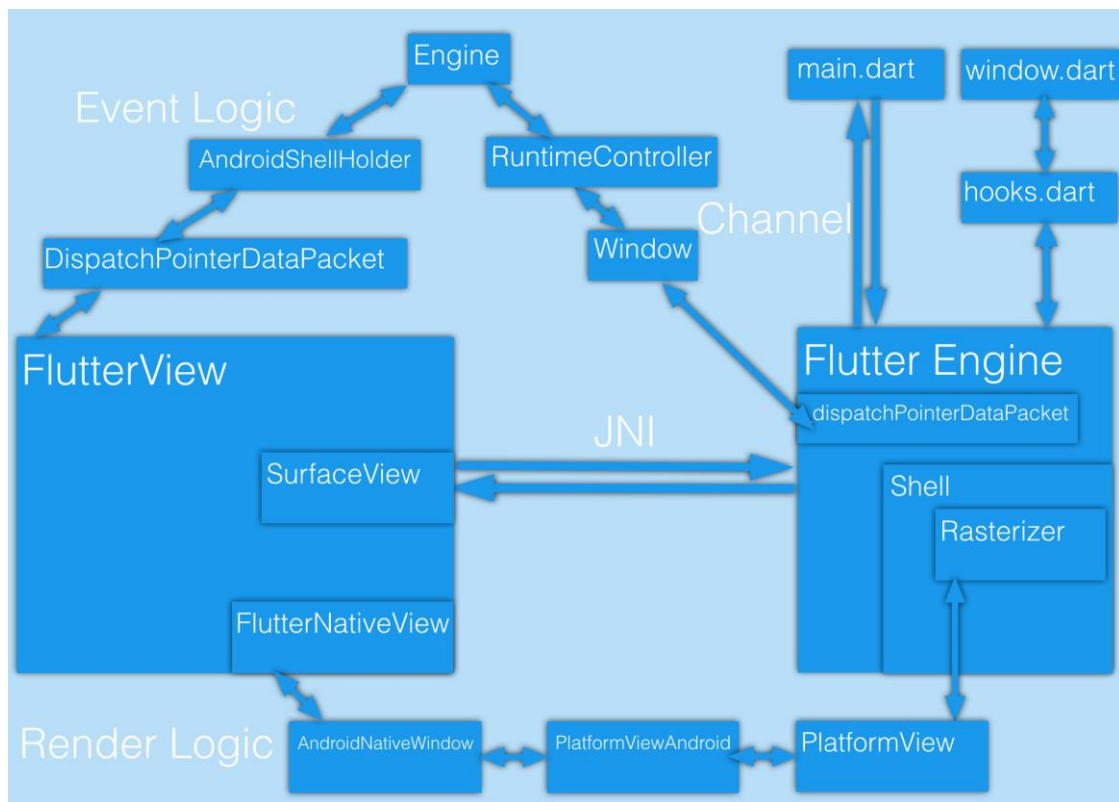 Engine
main.dart
window.dart
Event Logic
AndroidShellHolder
RuntimeController
hooks.dart
Channel
DispatchPointerDataPacket
Window
FlutterView
Flutter Engine
dispatchPointerDataPacket
JNI
SurfaceView
Shell
Rasterizer
FlutterNativeView
Render Logic
AndroidNativeWindow
PlatformViewAndroid
PlatformView